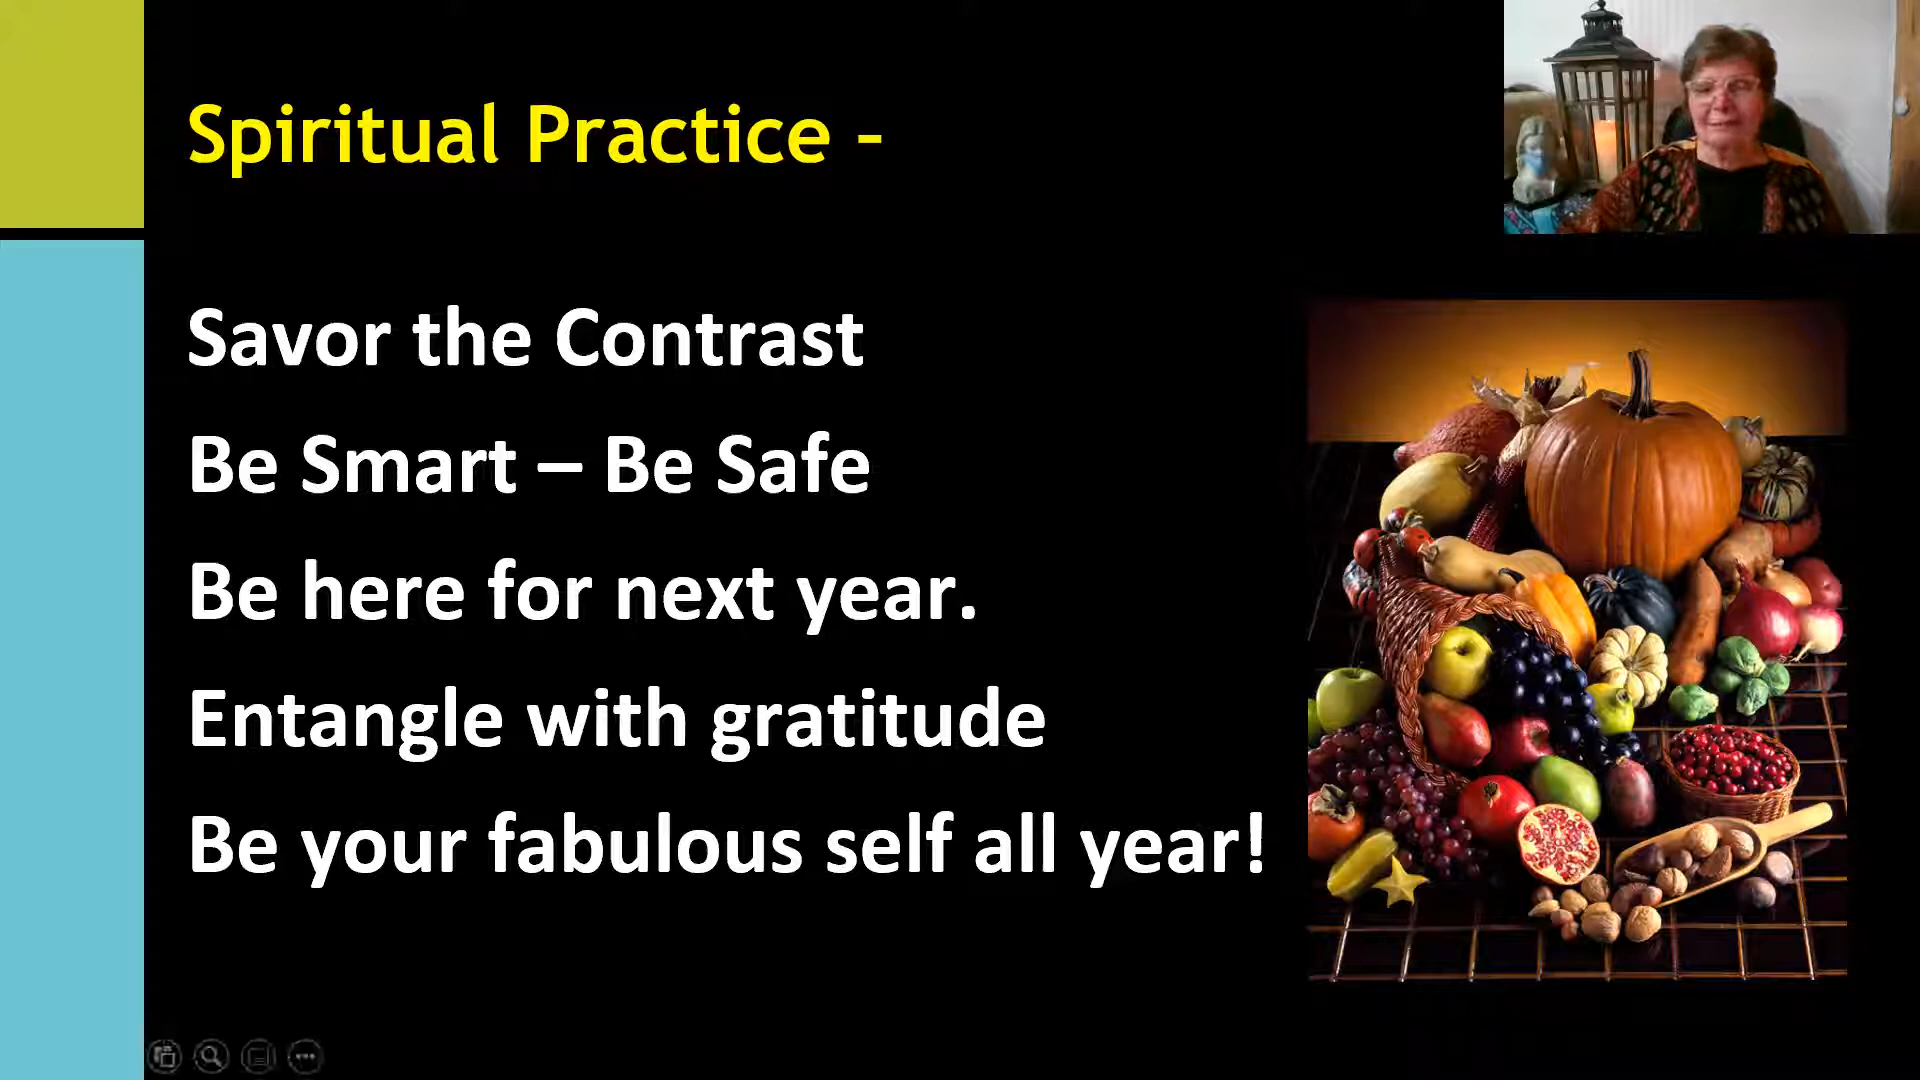 Spiritual Practice -
Savor the Contrast
Be Smart – Be Safe
Be here for next year.
Entangle with gratitude
Be your fabulous self all year!